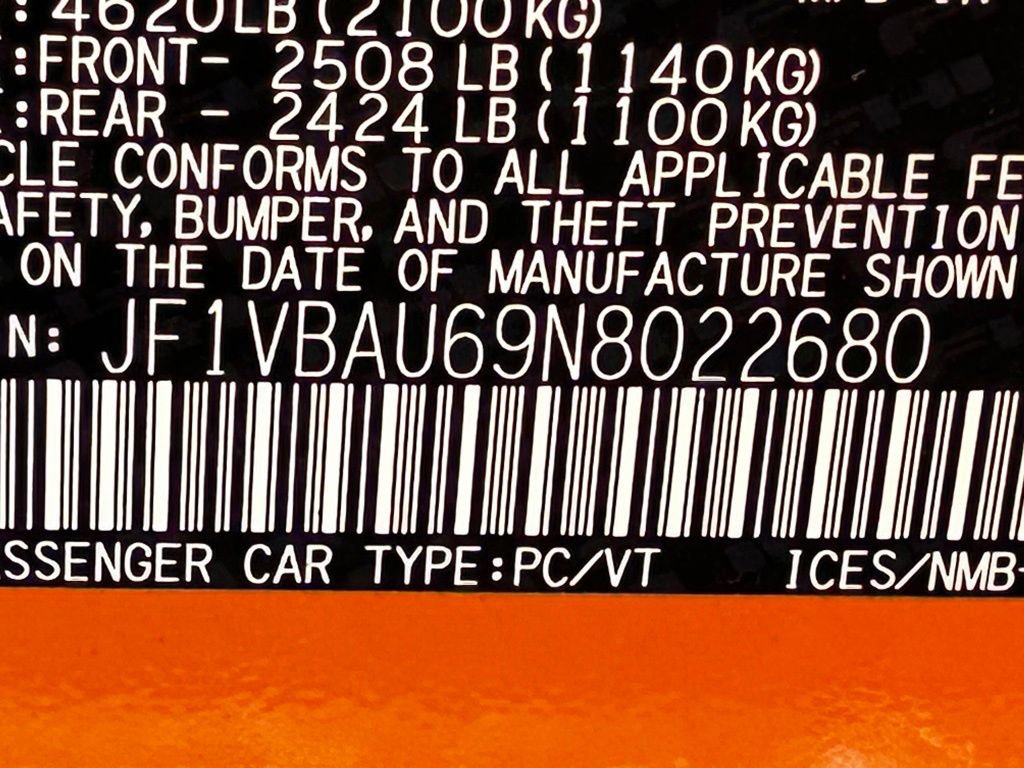 : 4620LB(2100KG)
:FRONT- 2508 LB(1140KG)
:REAR - 2424 LB(1100KG)
CLE CONFORMS TO ALL APPLICABLE FE
AFETY, BUMPER, AND THEFT PREVENTION
ON THE DATE OF MANUFACTURE SHOWN
N: JF1VBAU69N8022680
ASSENGER CAR TYPE:PC/VT ICES/NMB-